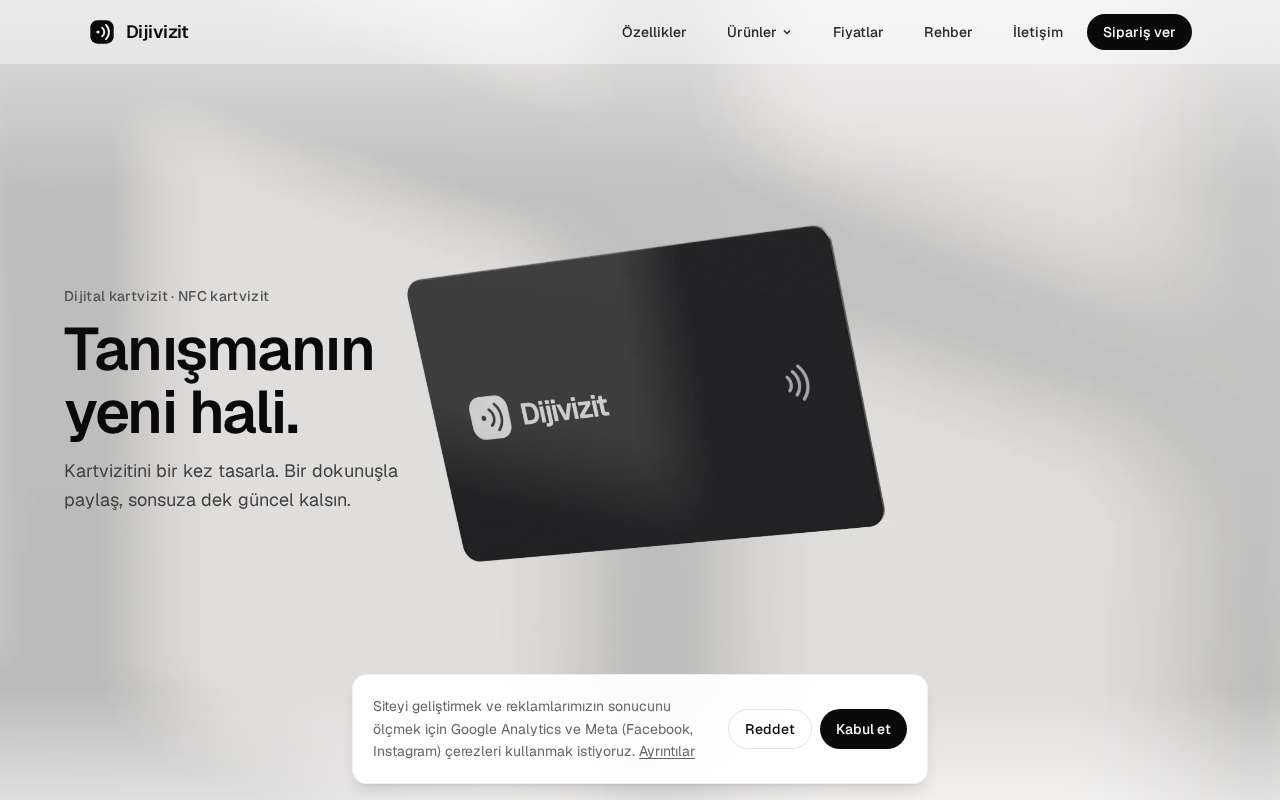 Dijivizit
Özellikler
Ürünler
Fiyatlar
Rehber
İletişim
Sipariş ver
Dijital kartvizit · NFC kartvizit
Tanışmanın
yeni hali.
Kartvizitini bir kez tasarla. Bir dokunuşla
paylaş, sonsuza dek güncel kalsın.
Dijivizit
Siteyi geliştirmek ve reklamlarımızın sonucunu
ölçmek için Google Analytics ve Meta (Facebook,
Instagram) çerezleri kullanmak istiyoruz. Ayrıntılar
Reddet
Kabul et